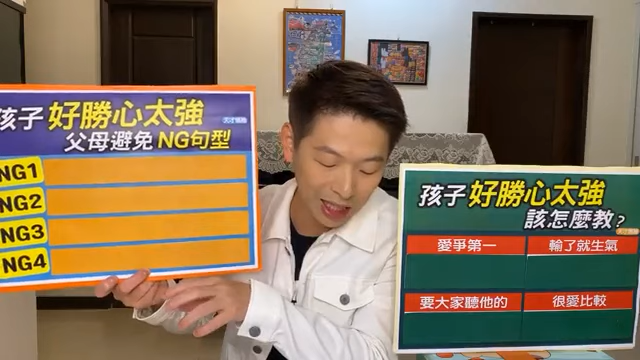 孩子 好勝心太強
父母避免 NG句型
NG1
NG2
NG3
NG4
孩子 好勝心太強
該怎麼教?
愛爭第一
輸了就生氣
要大家聽他的
很愛比較